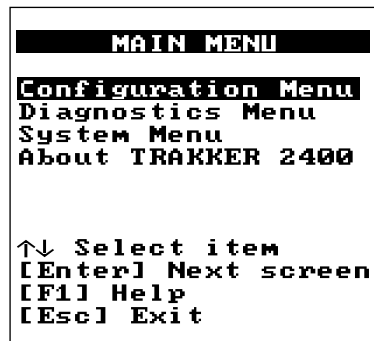 MAIN MENU
Configuration Menu
Diagnostics Menu
System Menu
About TRAKKER 2400
↑↓ Select item
[Enter] Next screen
[F1] Help
[Esc] Exit